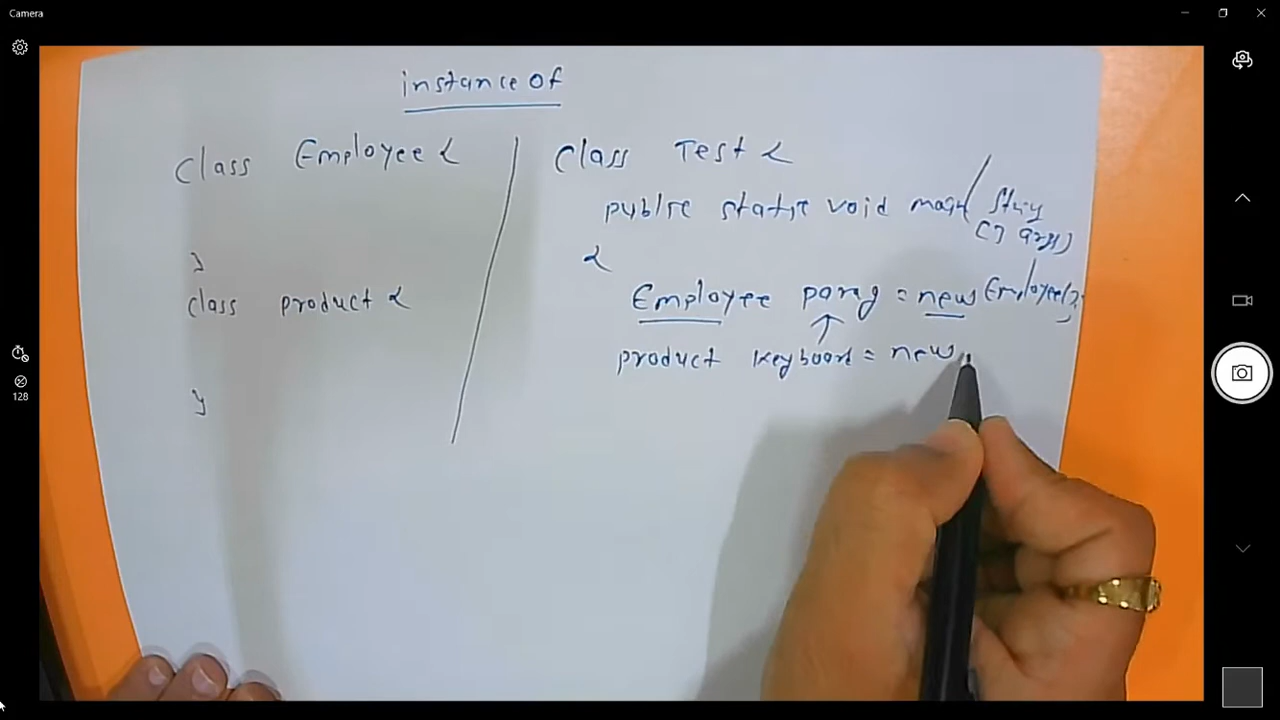 Camera
instance of
Class Employee {
}
class product {
}
Class Test {
public static void main ( String
[] args)
{
Employee parag = new Employee();
product keyboard = new
128